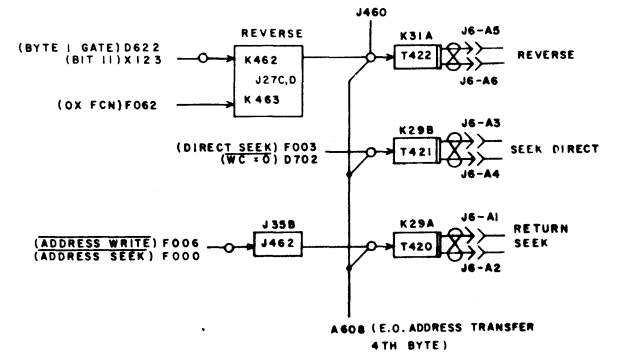 J460
REVERSE
K31A
J6-A5
(BYTE 1 GATE) D622
(BIT 11) X123
K462
T422
REVERSE
J27C,D
J6-A6
(OX FCN) F062
K463
K29B
J6-A3
(DIRECT SEEK) F003
(WC = 0) D702
T421
SEEK DIRECT
J6-A4
J35B
K29A
J6-A1
(ADDRESS WRITE) F006
(ADDRESS SEEK) F000
J462
T420
RETURN
SEEK
J6-A2
A608 (E.O. ADDRESS TRANSFER
4TH BYTE)